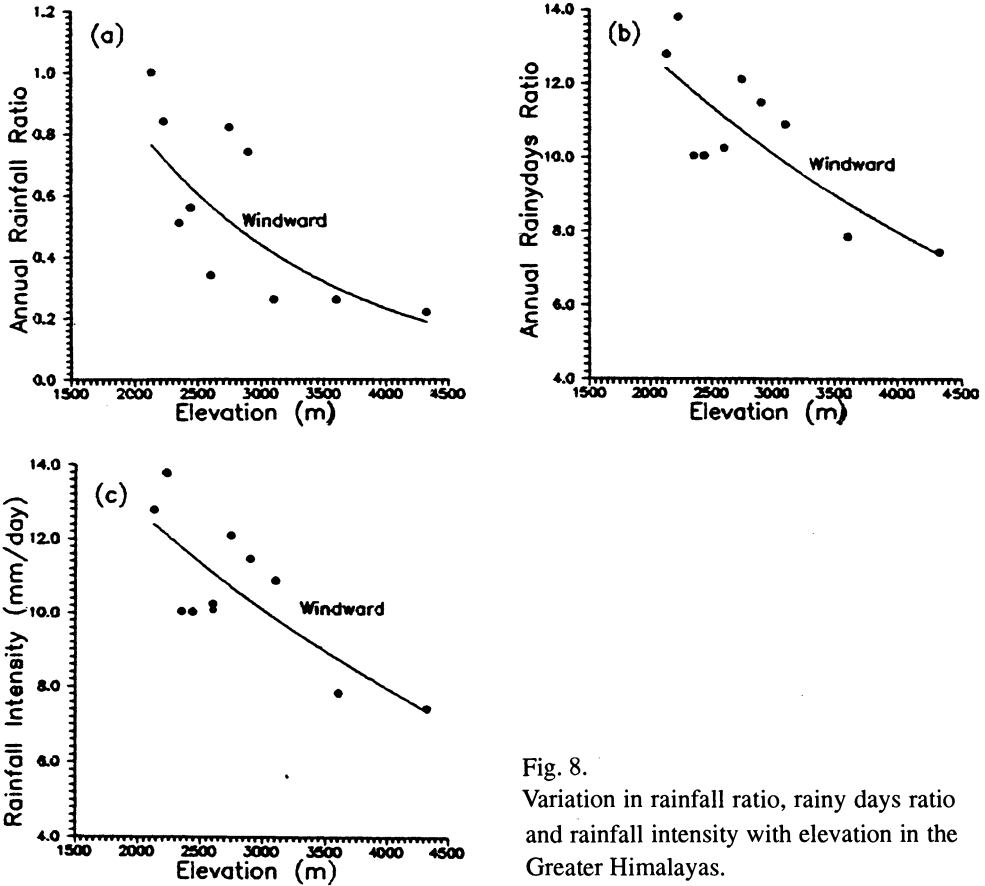 (a)
Annual Rainfall Ratio
1.2
1.0
0.8
0.6
0.4
0.2
0.0
Windward
1500 2000 2500 3000 3500 4000 4500
Elevation (m)
(b)
Annual Rainydays Ratio
14.0
12.0
10.0
8.0
6.0
4.0
Windward
1500 2000 2500 3000 3500 4000 4500
Elevation (m)
(c)
Rainfall Intensity (mm/day)
14.0
12.0
10.0
8.0
6.0
4.0
Windward
1500 2000 2500 3000 3500 4000 4500
Elevation (m)
Fig. 8.
Variation in rainfall ratio, rainy days ratio
and rainfall intensity with elevation in the
Greater Himalayas.